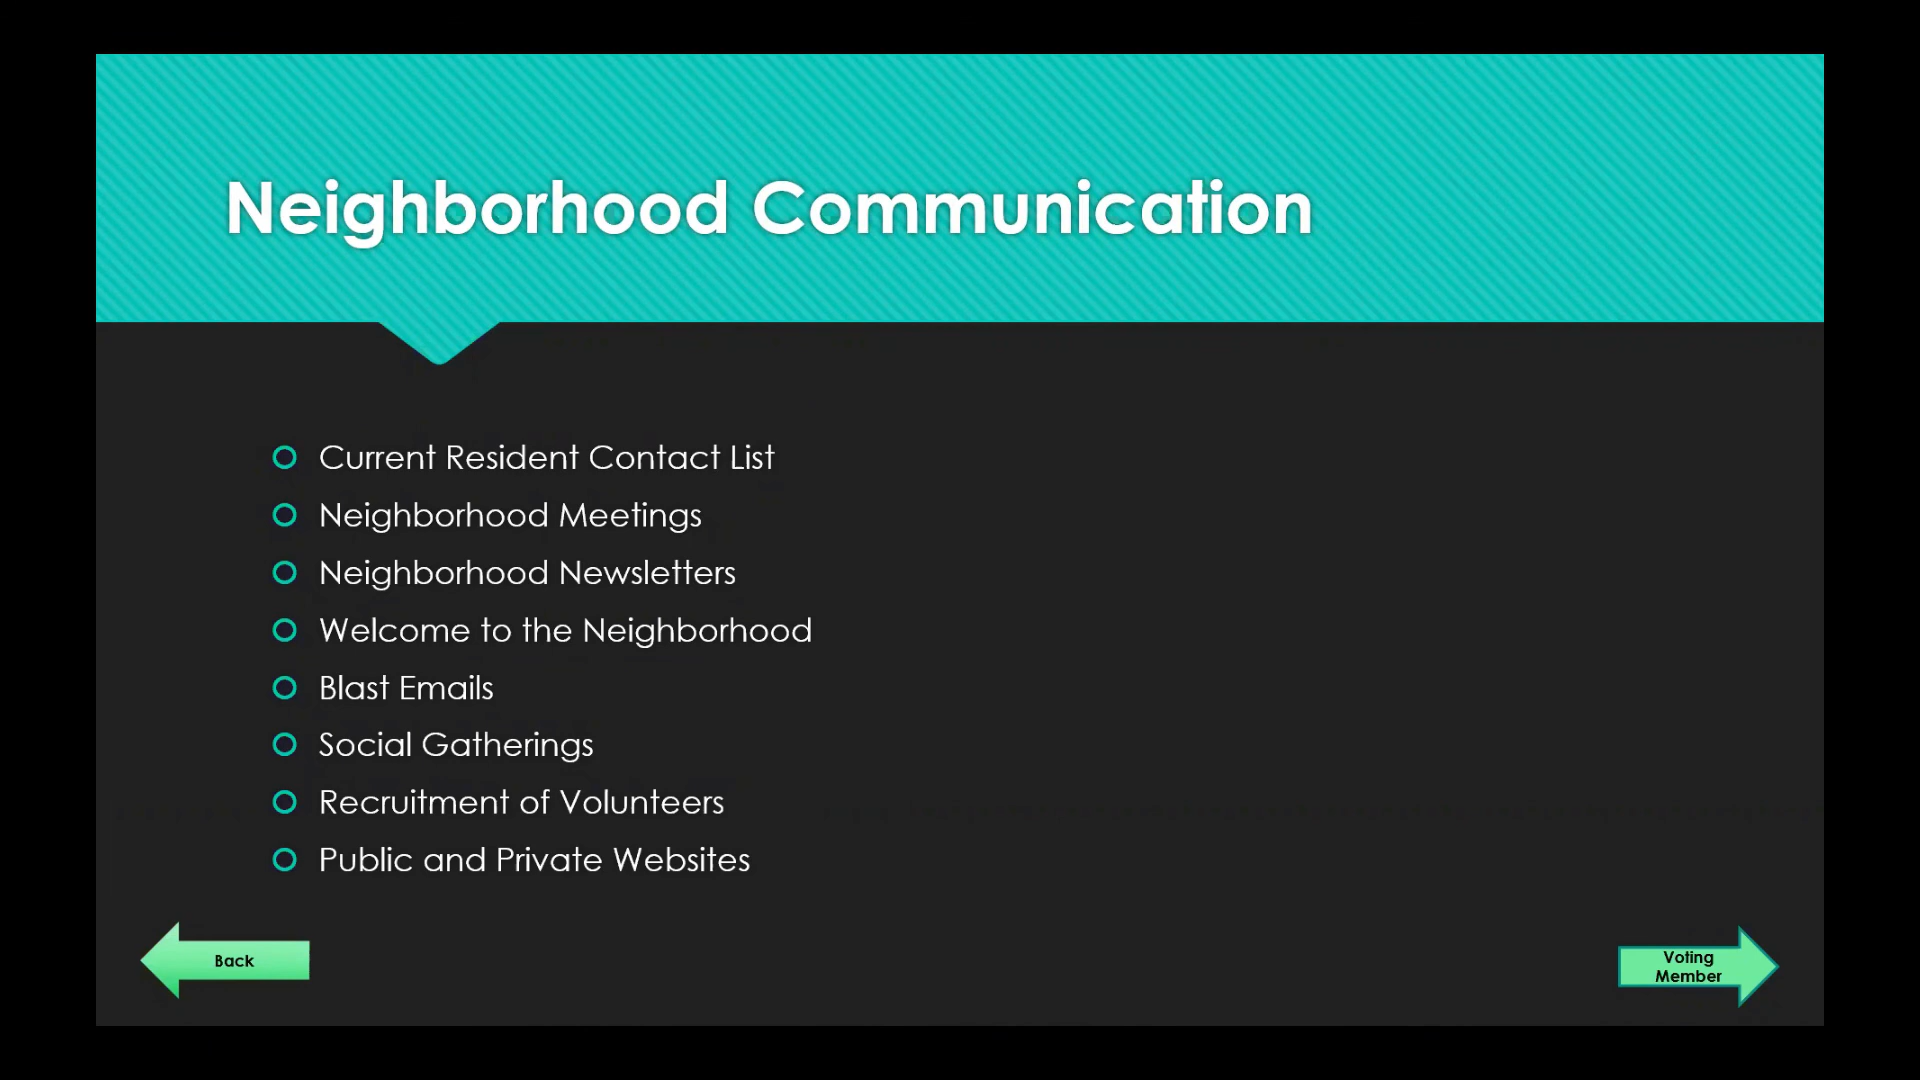 Neighborhood Communication
Current Resident Contact List
Neighborhood Meetings
Neighborhood Newsletters
Welcome to the Neighborhood
Blast Emails
Social Gatherings
Recruitment of Volunteers
Public and Private Websites
Back
Voting
Member